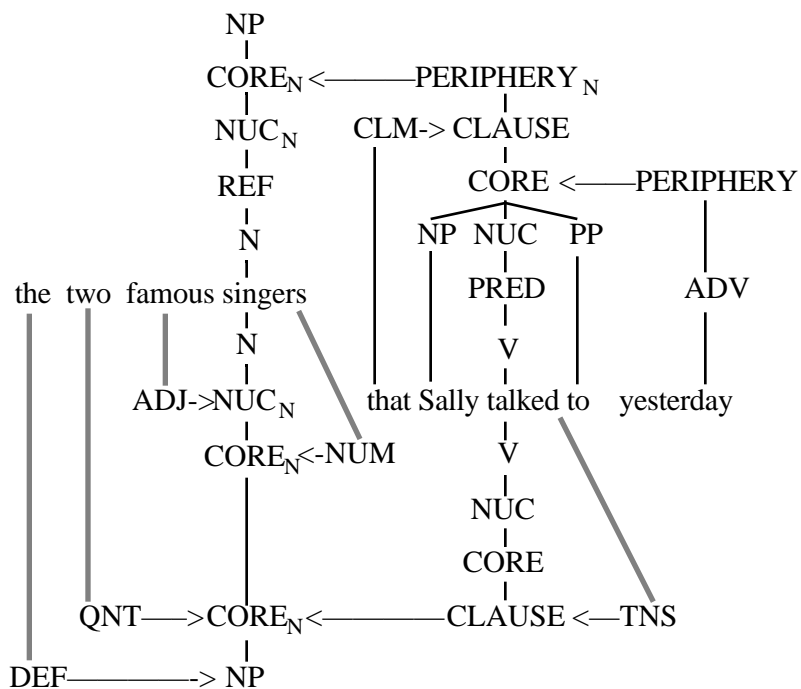 NP
CORE_N <——— PERIPHERY_N
NUC_N CLM-> CLAUSE
REF CORE <—— PERIPHERY
N NP NUC PP
the two famous singers PRED ADV
N V
ADJ->NUC_N that Sally talked to yesterday
CORE_N <-NUM V
NUC
CORE
QNT——>CORE_N <——— CLAUSE <—TNS
DEF————-> NP